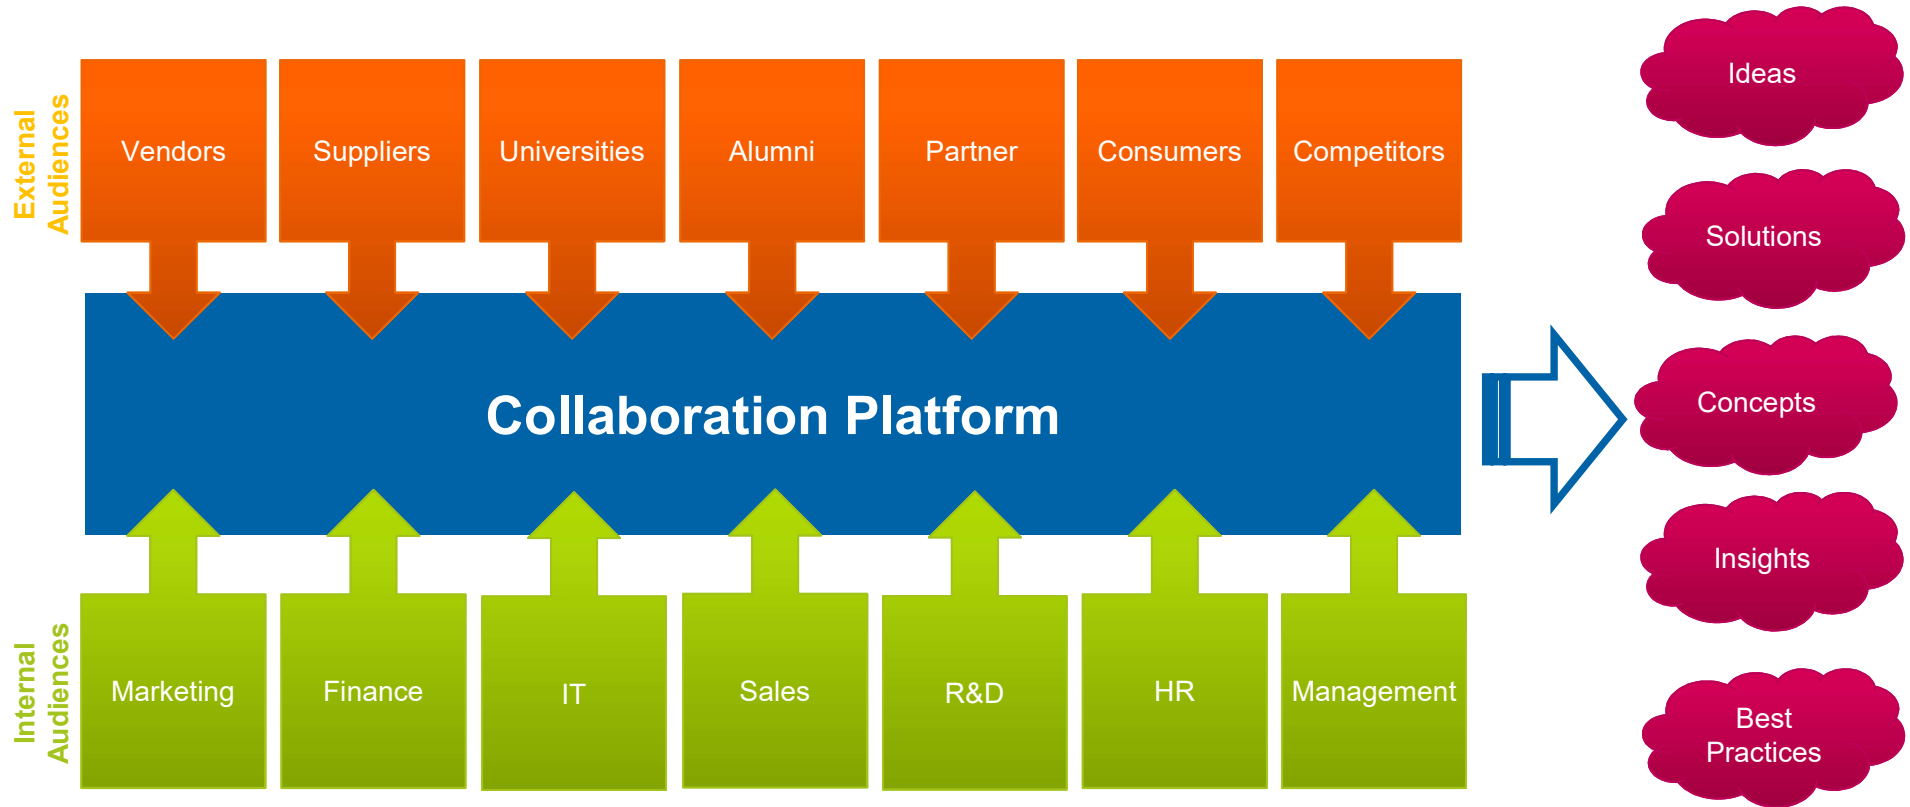 External
Audiences
Vendors
Suppliers
Universities
Alumni
Partner
Consumers
Competitors
Collaboration Platform
Internal
Audiences
Marketing
Finance
IT
Sales
R&D
HR
Management
Ideas
Solutions
Concepts
Insights
Best
Practices